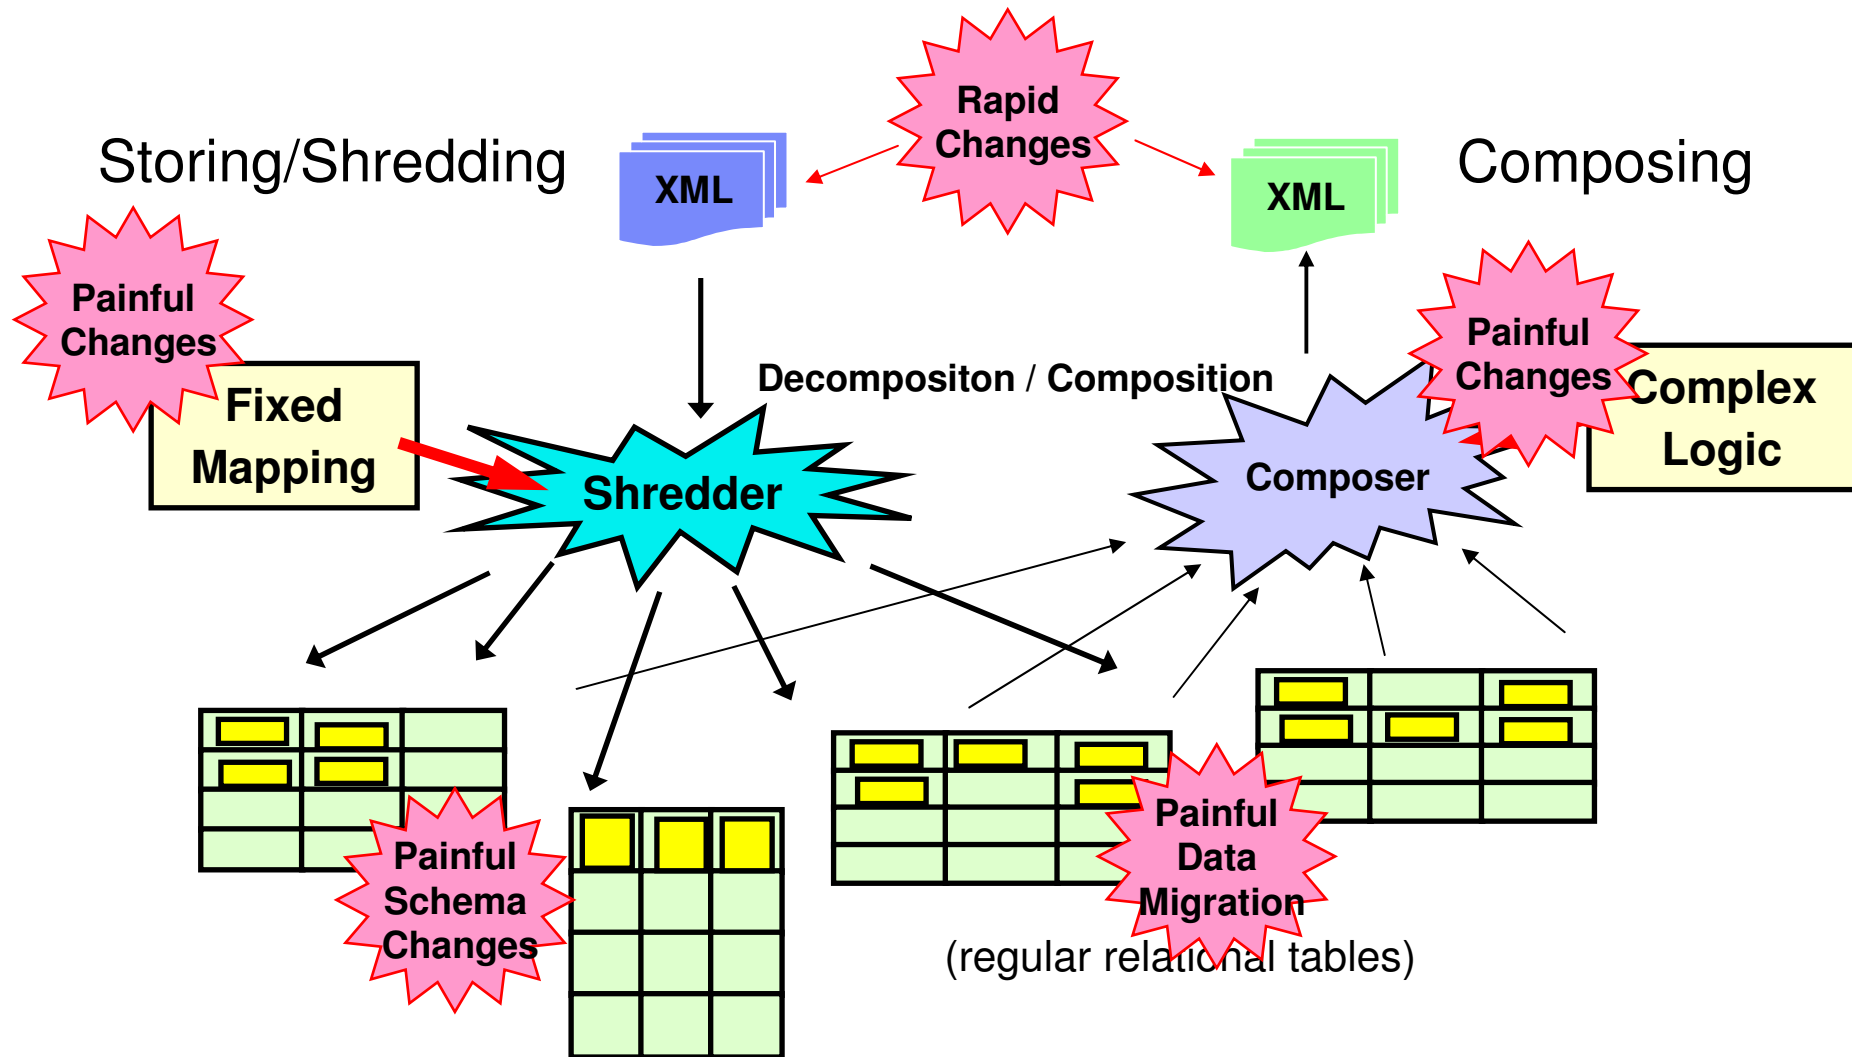 Rapid
Changes
Storing/Shredding
XML
XML
Composing
Painful
Changes
Painful
Changes
Decompositon / Composition
Fixed
Mapping
Complex
Logic
Shredder
Composer
Painful
Schema
Changes
Painful
Data
Migration
(regular relational tables)